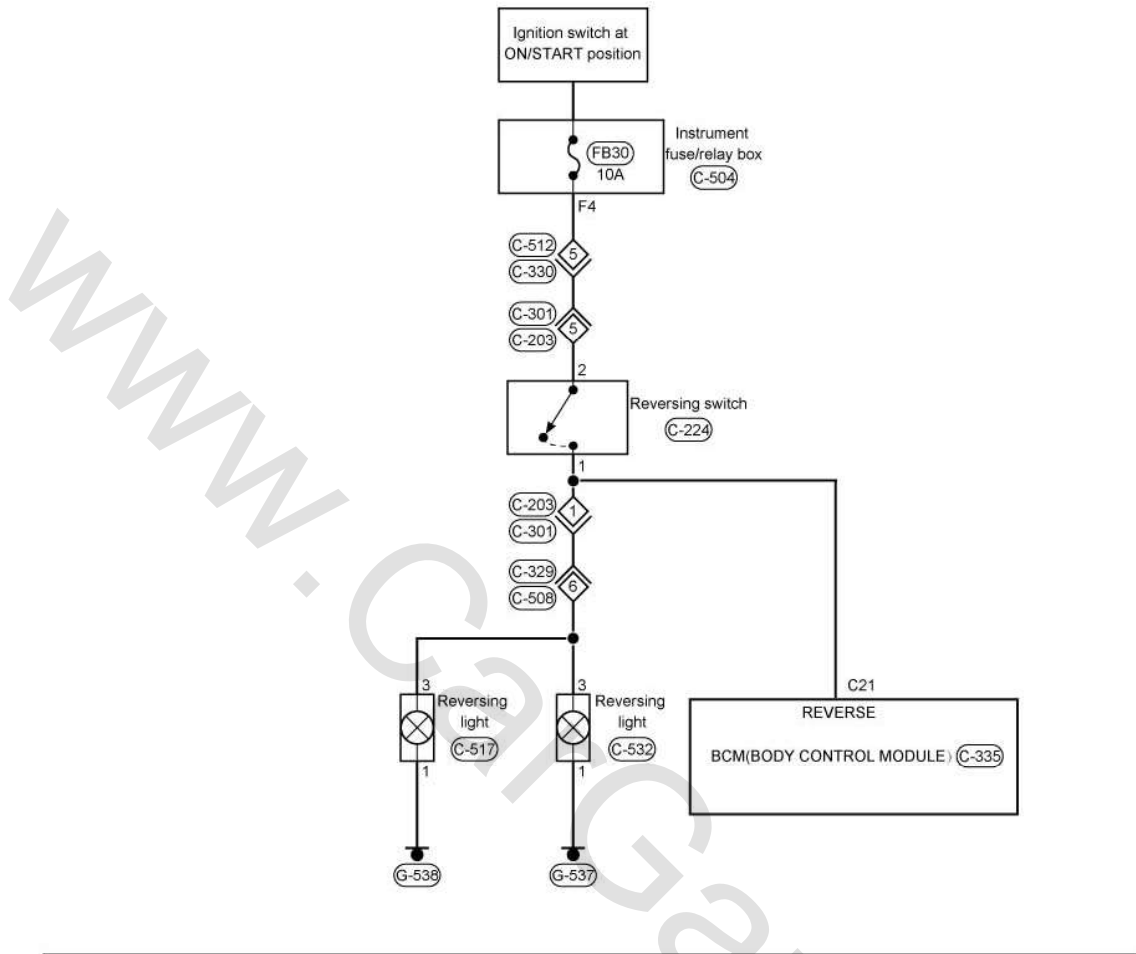 Ignition switch at
ON/START position
Instrument
fuse/relay box
C-504
FB30
10A
F4
C-512
5
C-330
C-301
5
C-203
2
Reversing switch
C-224
1
C-203
1
C-301
C-329
6
C-508
3
Reversing
light
C-517
1
3
Reversing
light
C-532
1
C21
REVERSE
BCM(BODY CONTROL MODULE) C-335
G-538
G-537
www.CarGa